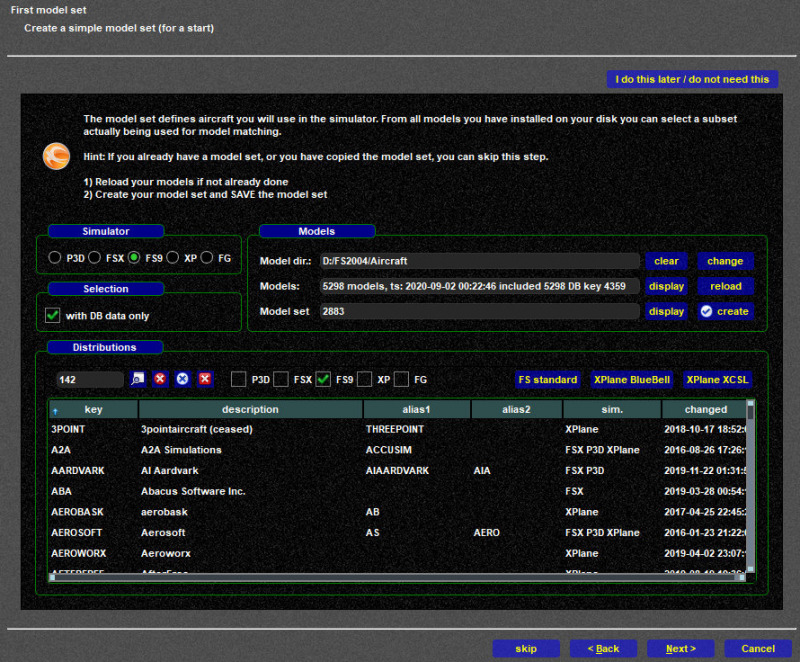 First model set
Create a simple model set (for a start)
I do this later / do not need this
The model set defines aircraft you will use in the simulator. From all models you have installed on your disk you can select a subset
actually being used for model matching.
Hint: If you already have a model set, or you have copied the model set, you can skip this step.
1) Reload your models if not already done
2) Create your model set and SAVE the model set
Simulator
P3D FSX FS9 XP FG
Selection
with DB data only
Models
Model dir.: D:/FS2004/Aircraft clear change
Models: 5298 models, ts: 2020-09-02 00:22:46 included 5298 DB key 4359 display reload
Model set 2883 display create
Distributions
142 P3D FSX FS9 XP FG FS standard XPlane BlueBell XPlane XCSL
key description alias1 alias2 sim. changed
3POINT 3pointaircraft (ceased) THREEPOINT XPlane 2018-10-17 18:52:
A2A A2A Simulations ACCUSIM FSX P3D XPlane 2016-08-26 17:26:
AARDVARK AI Aardvark AIAARDVARK AIA FSX P3D 2019-11-22 01:31:
ABA Abacus Software Inc. FSX 2019-03-28 00:54:
AEROBASK aerobask AB XPlane 2017-04-25 22:45:
AEROSOFT Aerosoft AS AERO FSX P3D XPlane 2016-01-23 21:22:
AEROWORX Aeroworx XPlane 2019-04-02 23:07:
skip < Back Next > Cancel